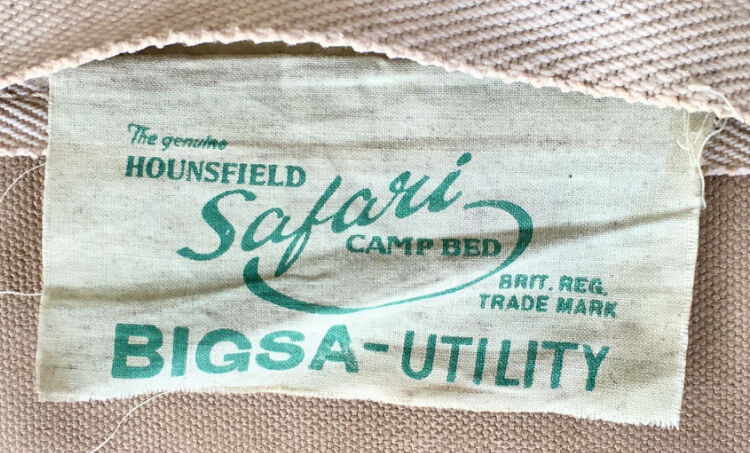 The genuine
HOUNSFIELD
Safari
CAMP BED
BRIT. REG.
TRADE MARK
BIGSA-UTILITY